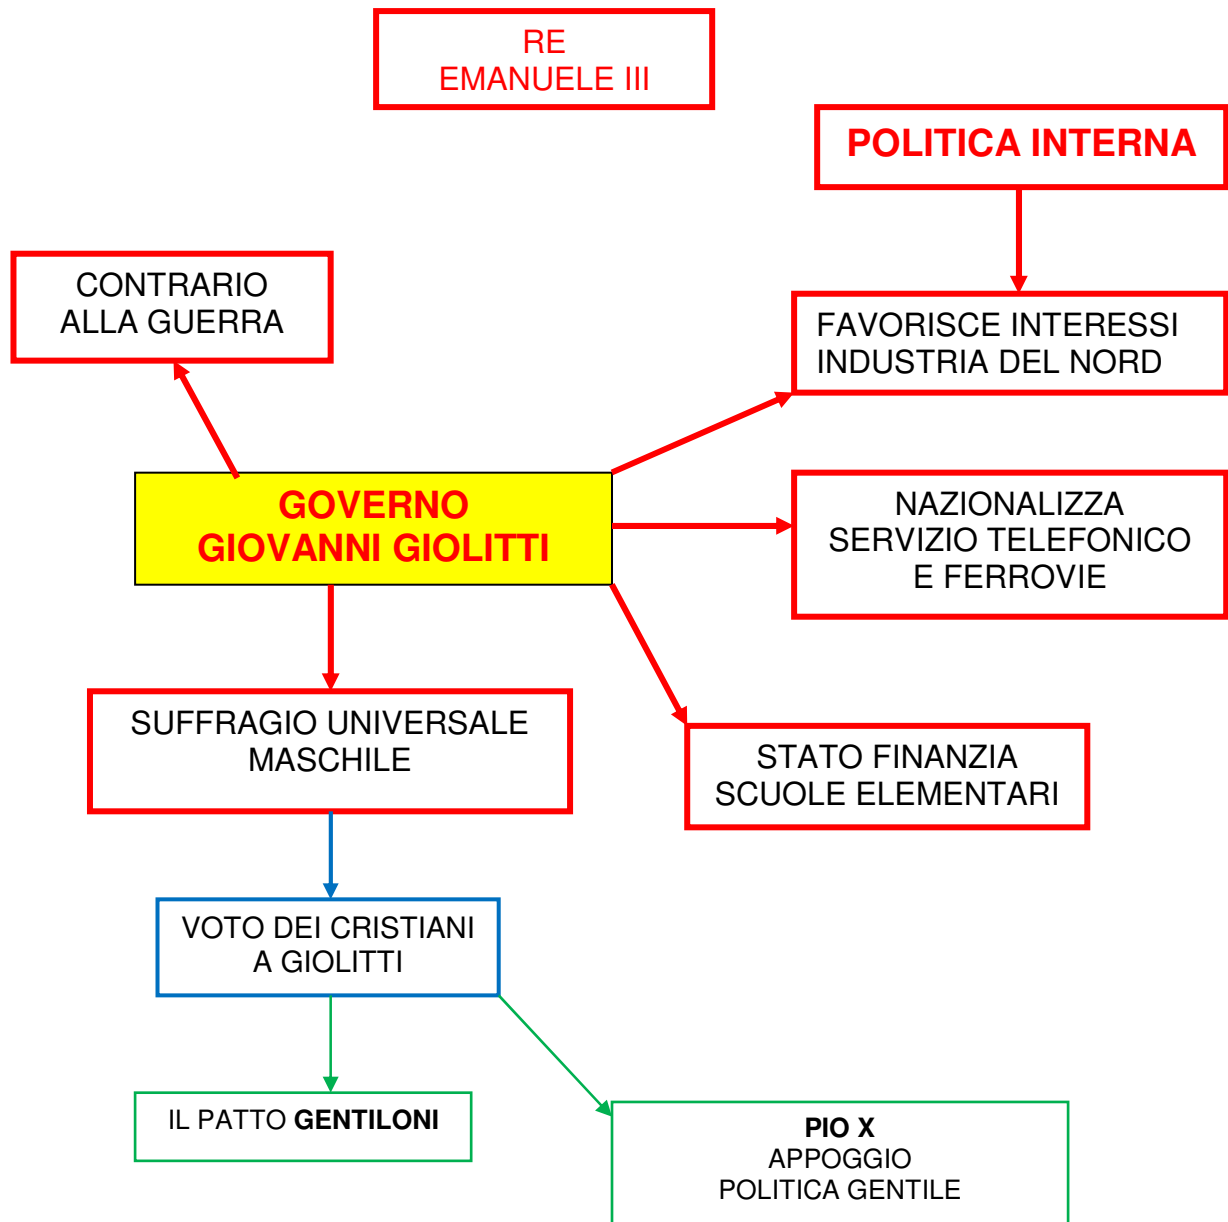 RE
EMANUELE III
POLITICA INTERNA
CONTRARIO
ALLA GUERRA
FAVORISCE INTERESSI
INDUSTRIA DEL NORD
GOVERNO
GIOVANNI GIOLITTI
NAZIONALIZZA
SERVIZIO TELEFONICO
E FERROVIE
SUFFRAGIO UNIVERSALE
MASCHILE
STATO FINANZIA
SCUOLE ELEMENTARI
VOTO DEI CRISTIANI
A GIOLITTI
IL PATTO GENTILONI
PIO X
APPOGGIO
POLITICA GENTILE